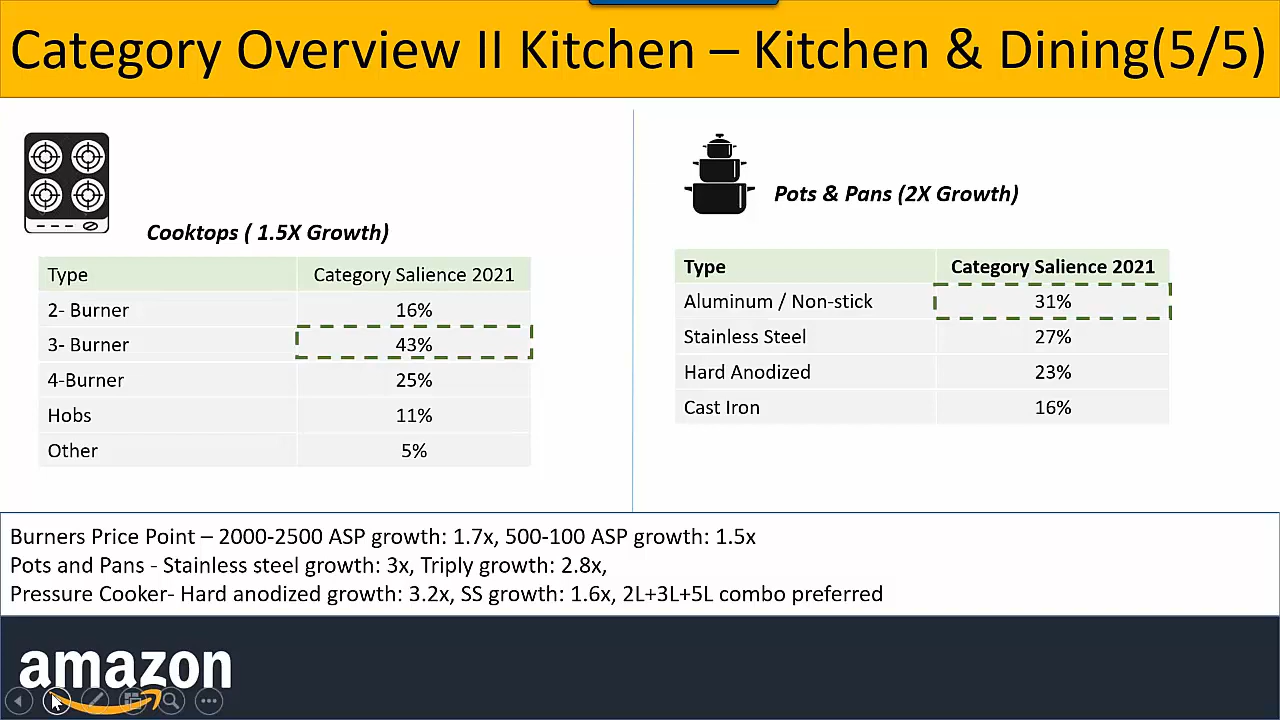 Category Overview II Kitchen – Kitchen & Dining(5/5)
Cooktops ( 1.5X Growth)
Type Category Salience 2021
2- Burner 16%
3- Burner 43%
4-Burner 25%
Hobs 11%
Other 5%
Pots & Pans (2X Growth)
Type Category Salience 2021
Aluminum / Non-stick 31%
Stainless Steel 27%
Hard Anodized 23%
Cast Iron 16%
Burners Price Point – 2000-2500 ASP growth: 1.7x, 500-100 ASP growth: 1.5x
Pots and Pans - Stainless steel growth: 3x, Triply growth: 2.8x,
Pressure Cooker- Hard anodized growth: 3.2x, SS growth: 1.6x, 2L+3L+5L combo preferred
amazon